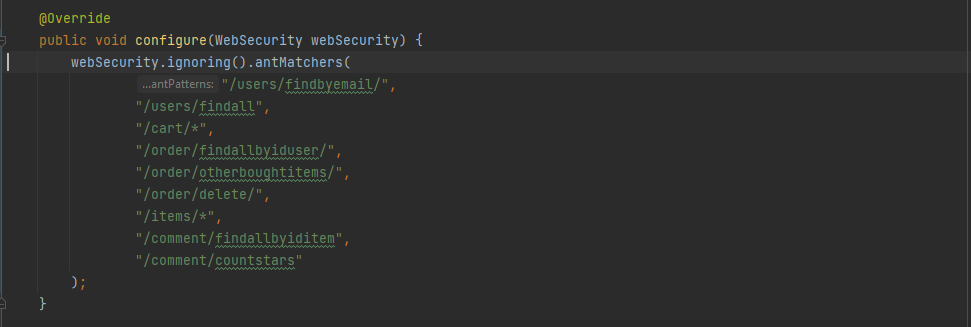 @Override
public void configure(WebSecurity webSecurity) {
webSecurity.ignoring().antMatchers(
...antPatterns: "/users/findbyemail/",
"/users/findall",
"/cart/*",
"/order/findallbyiduser/",
"/order/otherboughtitems/",
"/order/delete/",
"/items/*",
"/comment/findallbyiditem",
"/comment/countstars"
);
}